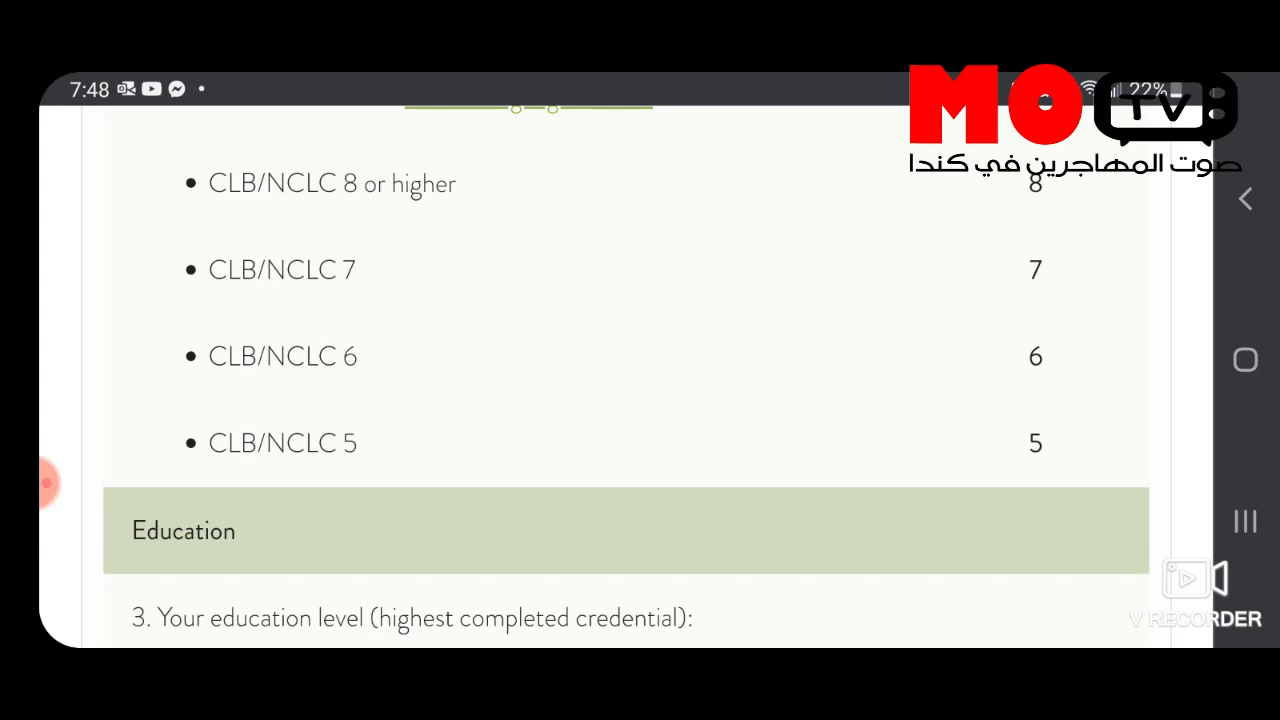 7:48
22%
MO TV
صوت المهاجرين في كندا
CLB/NCLC 8 or higher 8
CLB/NCLC 7 7
CLB/NCLC 6 6
CLB/NCLC 5 5
Education
3. Your education level (highest completed credential):
V RECORDER